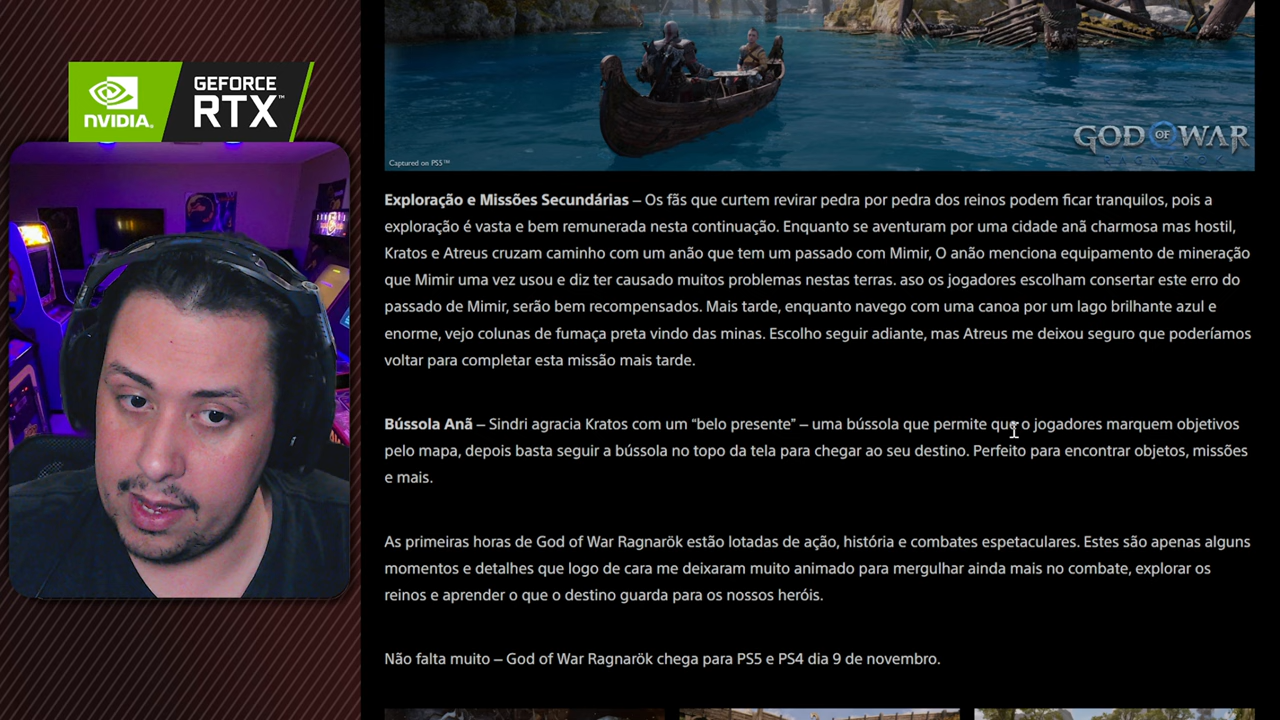 NVIDIA.
GEFORCE
RTX™
Captured on PS5™
GOD OF WAR
Exploração e Missões Secundárias – Os fãs que curtem revirar pedra por pedra dos reinos podem ficar tranquilos, pois a
exploração é vasta e bem remunerada nesta continuação. Enquanto se aventuram por uma cidade anã charmosa mas hostil,
Kratos e Atreus cruzam caminho com um anão que tem um passado com Mimir, O anão menciona equipamento de mineração
que Mimir uma vez usou e diz ter causado muitos problemas nestas terras. aso os jogadores escolham consertar este erro do
passado de Mimir, serão bem recompensados. Mais tarde, enquanto navego com uma canoa por um lago brilhante azul e
enorme, vejo colunas de fumaça preta vindo das minas. Escolho seguir adiante, mas Atreus me deixou seguro que poderíamos
voltar para completar esta missão mais tarde.
Bússola Anã – Sindri agracia Kratos com um “belo presente” – uma bússola que permite que o jogadores marquem objetivos
pelo mapa, depois basta seguir a bússola no topo da tela para chegar ao seu destino. Perfeito para encontrar objetos, missões
e mais.
As primeiras horas de God of War Ragnarök estão lotadas de ação, história e combates espetaculares. Estes são apenas alguns
momentos e detalhes que logo de cara me deixaram muito animado para mergulhar ainda mais no combate, explorar os
reinos e aprender o que o destino guarda para os nossos heróis.
Não falta muito – God of War Ragnarök chega para PS5 e PS4 dia 9 de novembro.